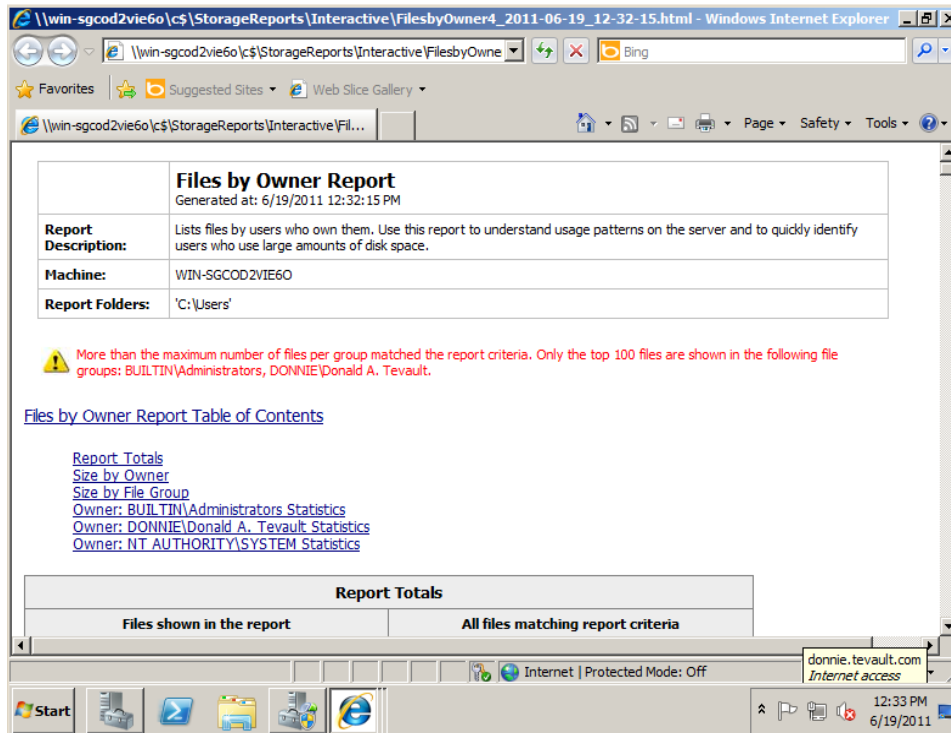 \\win-sgcod2vie6o\c$\StorageReports\Interactive\FilesbyOwner4_2011-06-19_12-32-15.html - Windows Internet Explorer
\\win-sgcod2vie6o\c$\StorageReports\Interactive\FilesbyOwne
Bing
Favorites
Suggested Sites
Web Slice Gallery
\\win-sgcod2vie6o\c$\StorageReports\Interactive\Fil...
Page
Safety
Tools
Files by Owner Report
Generated at: 6/19/2011 12:32:15 PM
Report Description:
Lists files by users who own them. Use this report to understand usage patterns on the server and to quickly identify
users who use large amounts of disk space.
Machine:
WIN-SGCOD2VIE6O
Report Folders:
'C:\Users'
More than the maximum number of files per group matched the report criteria. Only the top 100 files are shown in the following file
groups: BUILTIN\Administrators, DONNIE\Donald A. Tevault.
Files by Owner Report Table of Contents
Report Totals
Size by Owner
Size by File Group
Owner: BUILTIN\Administrators Statistics
Owner: DONNIE\Donald A. Tevault Statistics
Owner: NT AUTHORITY\SYSTEM Statistics
Report Totals
Files shown in the report
All files matching report criteria
Internet | Protected Mode: Off
donnie.tevault.com
Internet access
Start
12:33 PM
6/19/2011